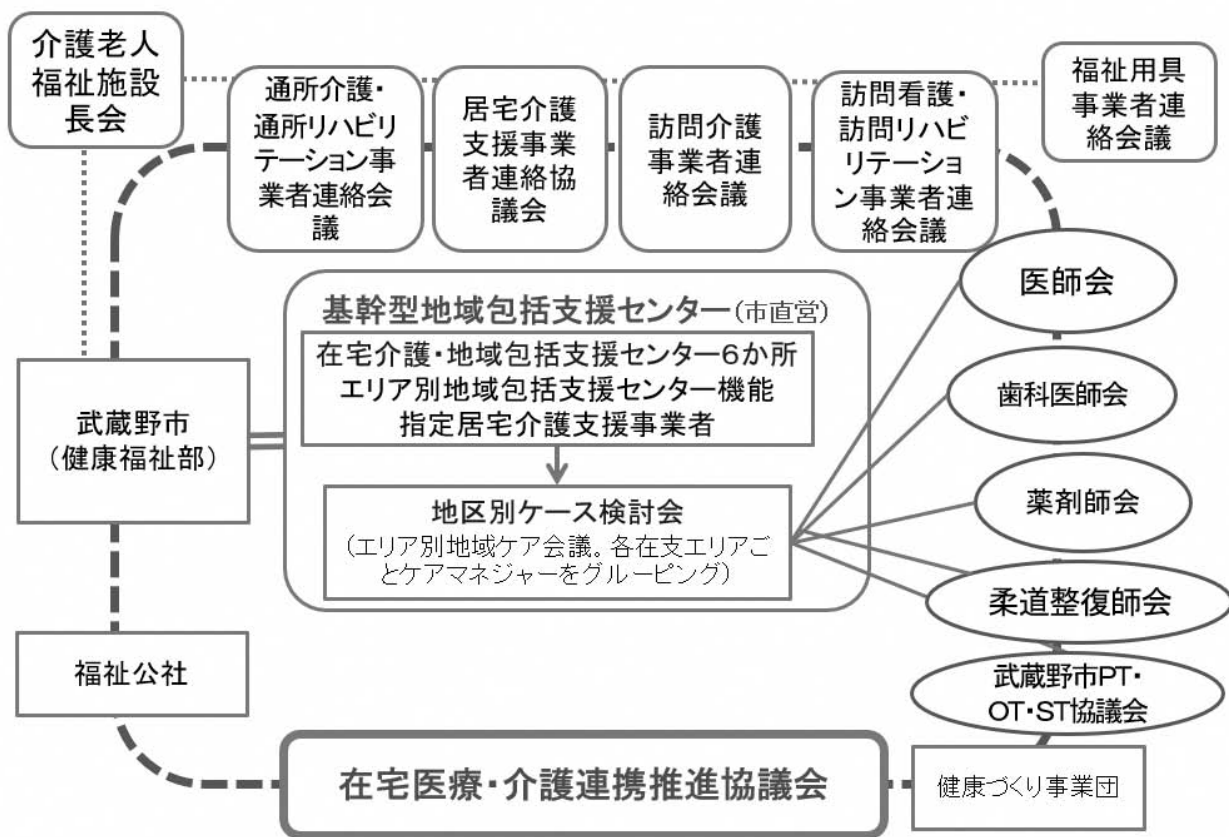 介護老人
福祉施設
長会
通所介護・
通所リハビリ
テーション事
業者連絡会
議
居宅介護
支援事業
者連絡協
議会
訪問介護
事業者連
絡会議
訪問看護・
訪問リハビ
リテーショ
ン事業者連
絡会議
福祉用具
事業者連
絡会議
基幹型地域包括支援センター(市直営)
在宅介護・地域包括支援センター6か所
エリア別地域包括支援センター機能
指定居宅介護支援事業者
地区別ケース検討会
(エリア別地域ケア会議。各在支エリアご
とケアマネジャーをグルーピング)
武蔵野市
(健康福祉部)
福祉公社
医師会
歯科医師会
薬剤師会
柔道整復師会
武蔵野市PT・
OT・ST協議会
健康づくり事業団
在宅医療・介護連携推進協議会